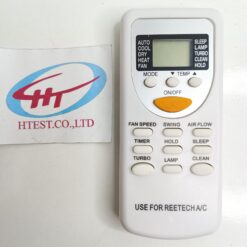 HT
HTEST.CO.,LTD
AUTO
COOL
DRY
HEAT
FAN
SLEEP
LAMP
TURBO
CLEAN
HOLD
MODE ▼ TEMP ▲
ON/OFF
FAN SPEED SWING AIR FLOW
TIMER HOLD SLEEP
TURBO LAMP CLEAN
USE FOR REETECH A/C